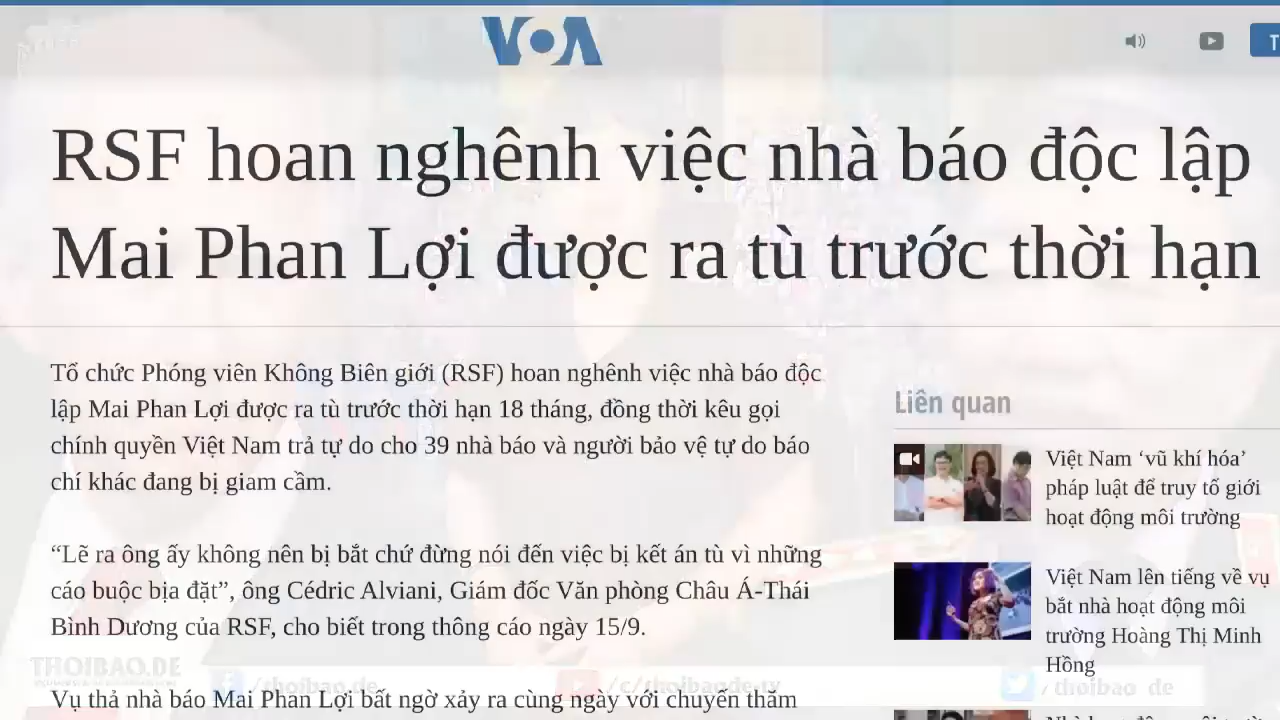 VOA
RSF hoan nghênh việc nhà báo độc lập
Mai Phan Lợi được ra tù trước thời hạn
Tổ chức Phóng viên Không Biên giới (RSF) hoan nghênh việc nhà báo độc
lập Mai Phan Lợi được ra tù trước thời hạn 18 tháng, đồng thời kêu gọi
chính quyền Việt Nam trả tự do cho 39 nhà báo và người bảo vệ tự do báo
chí khác đang bị giam cầm.
“Lẽ ra ông ấy không nên bị bắt chứ đừng nói đến việc bị kết án tù vì những
cáo buộc bịa đặt”, ông Cédric Alviani, Giám đốc Văn phòng Châu Á-Thái
Bình Dương của RSF, cho biết trong thông cáo ngày 15/9.
Vụ thả nhà báo Mai Phan Lợi bất ngờ xảy ra cùng ngày với chuyến thăm
Liên quan
Việt Nam ‘vũ khí hóa’
pháp luật để truy tố giới
hoạt động môi trường
Việt Nam lên tiếng về vụ
bắt nhà hoạt động môi
trường Hoàng Thị Minh
Hồng
THOIBAO.DE
/thoibao.de
/c/thoibaode
/thoibao_de